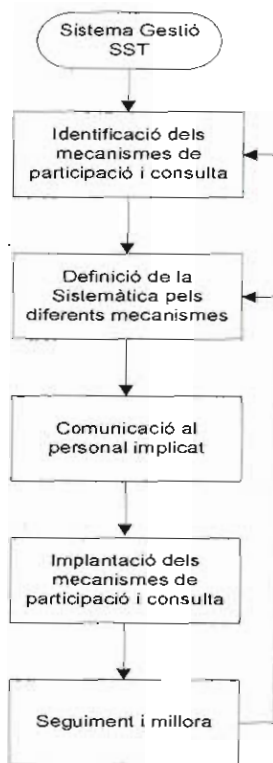 Sistema Gestió
SST
Identificació dels
mecanismes de
participació i consulta
Definició de la
Sistemàtica pels
diferents mecanismes
Comunicació al
personal implicat
Implantació dels
mecanismes de
participació i consulta
Seguiment i millora